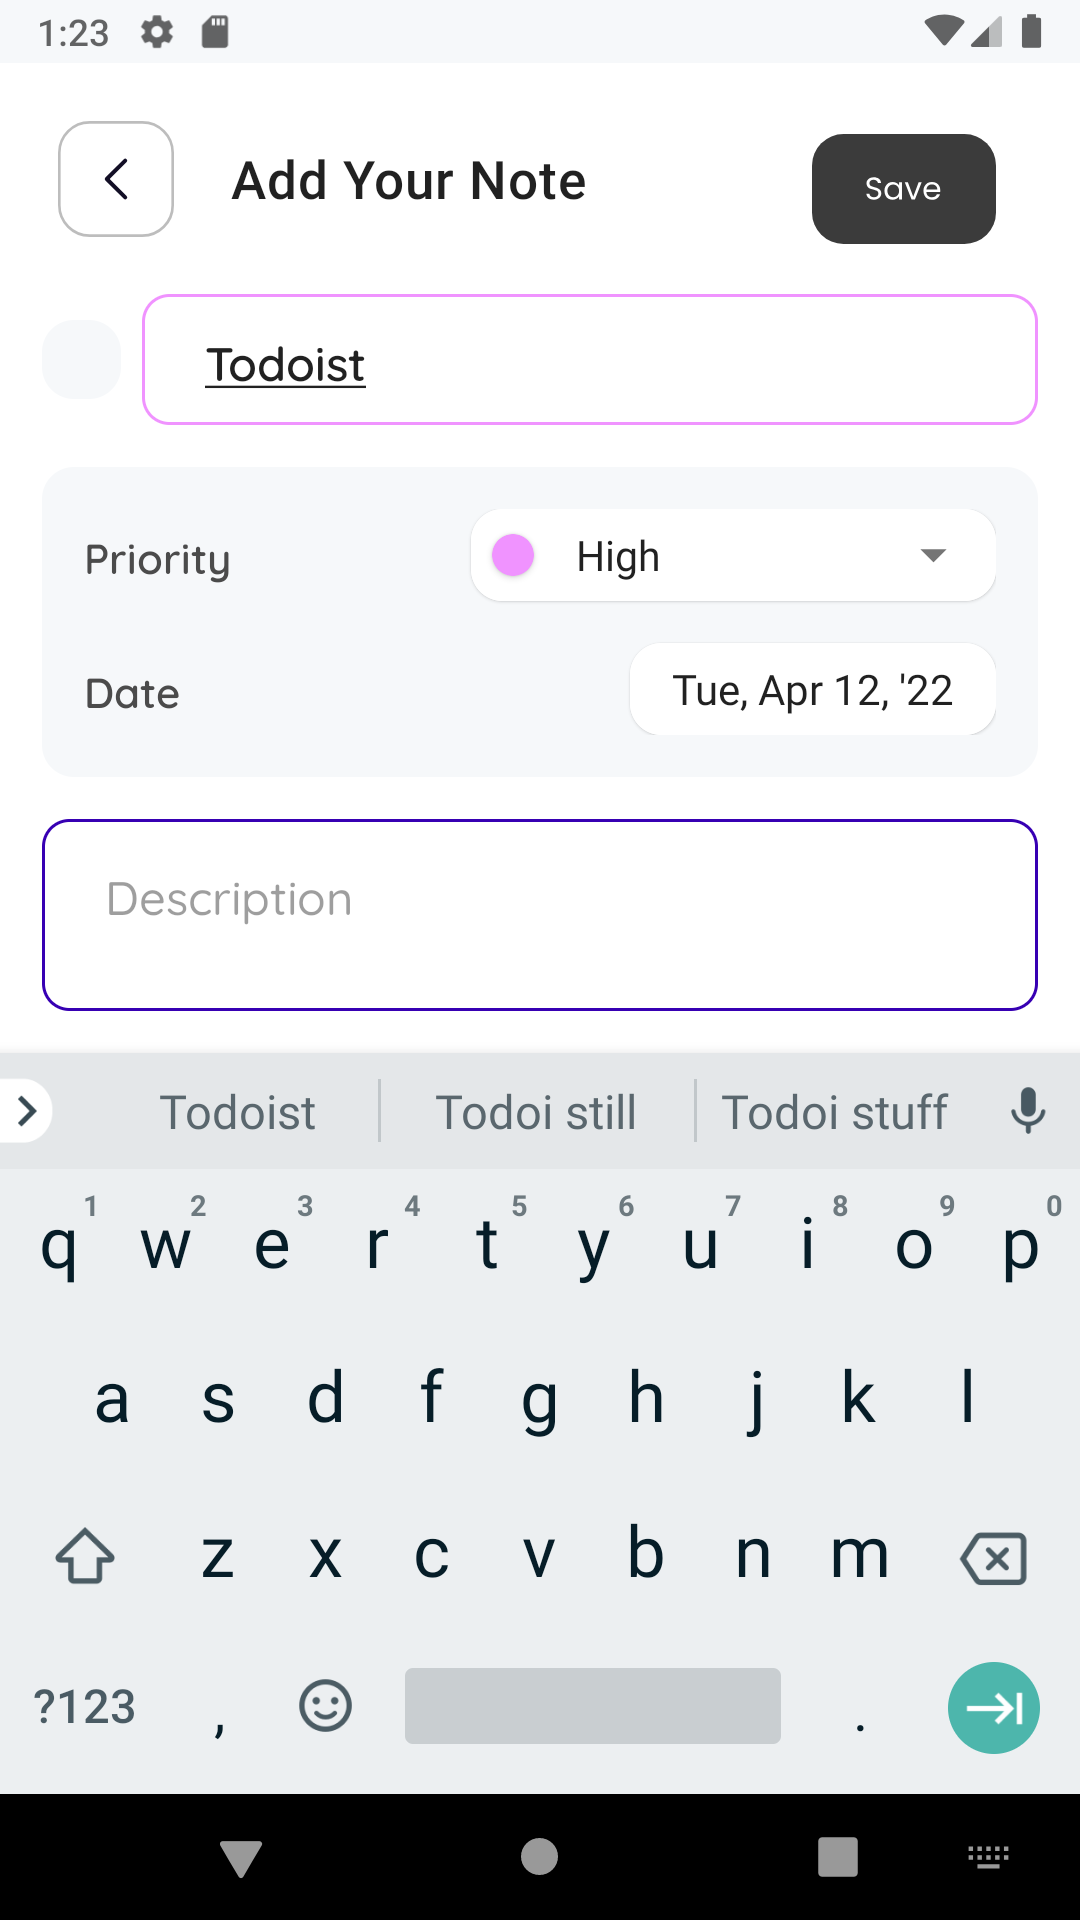 1:23
Add Your Note
Save
Todoist
Priority
High
Date
Tue, Apr 12, '22
Description
Todoist
Todoi still
Todoi stuff
q 1 w 2 e 3 r 4 t 5 y 6 u 7 i 8 o 9 p 0
a s d f g h j k l
z x c v b n m
?123 , .